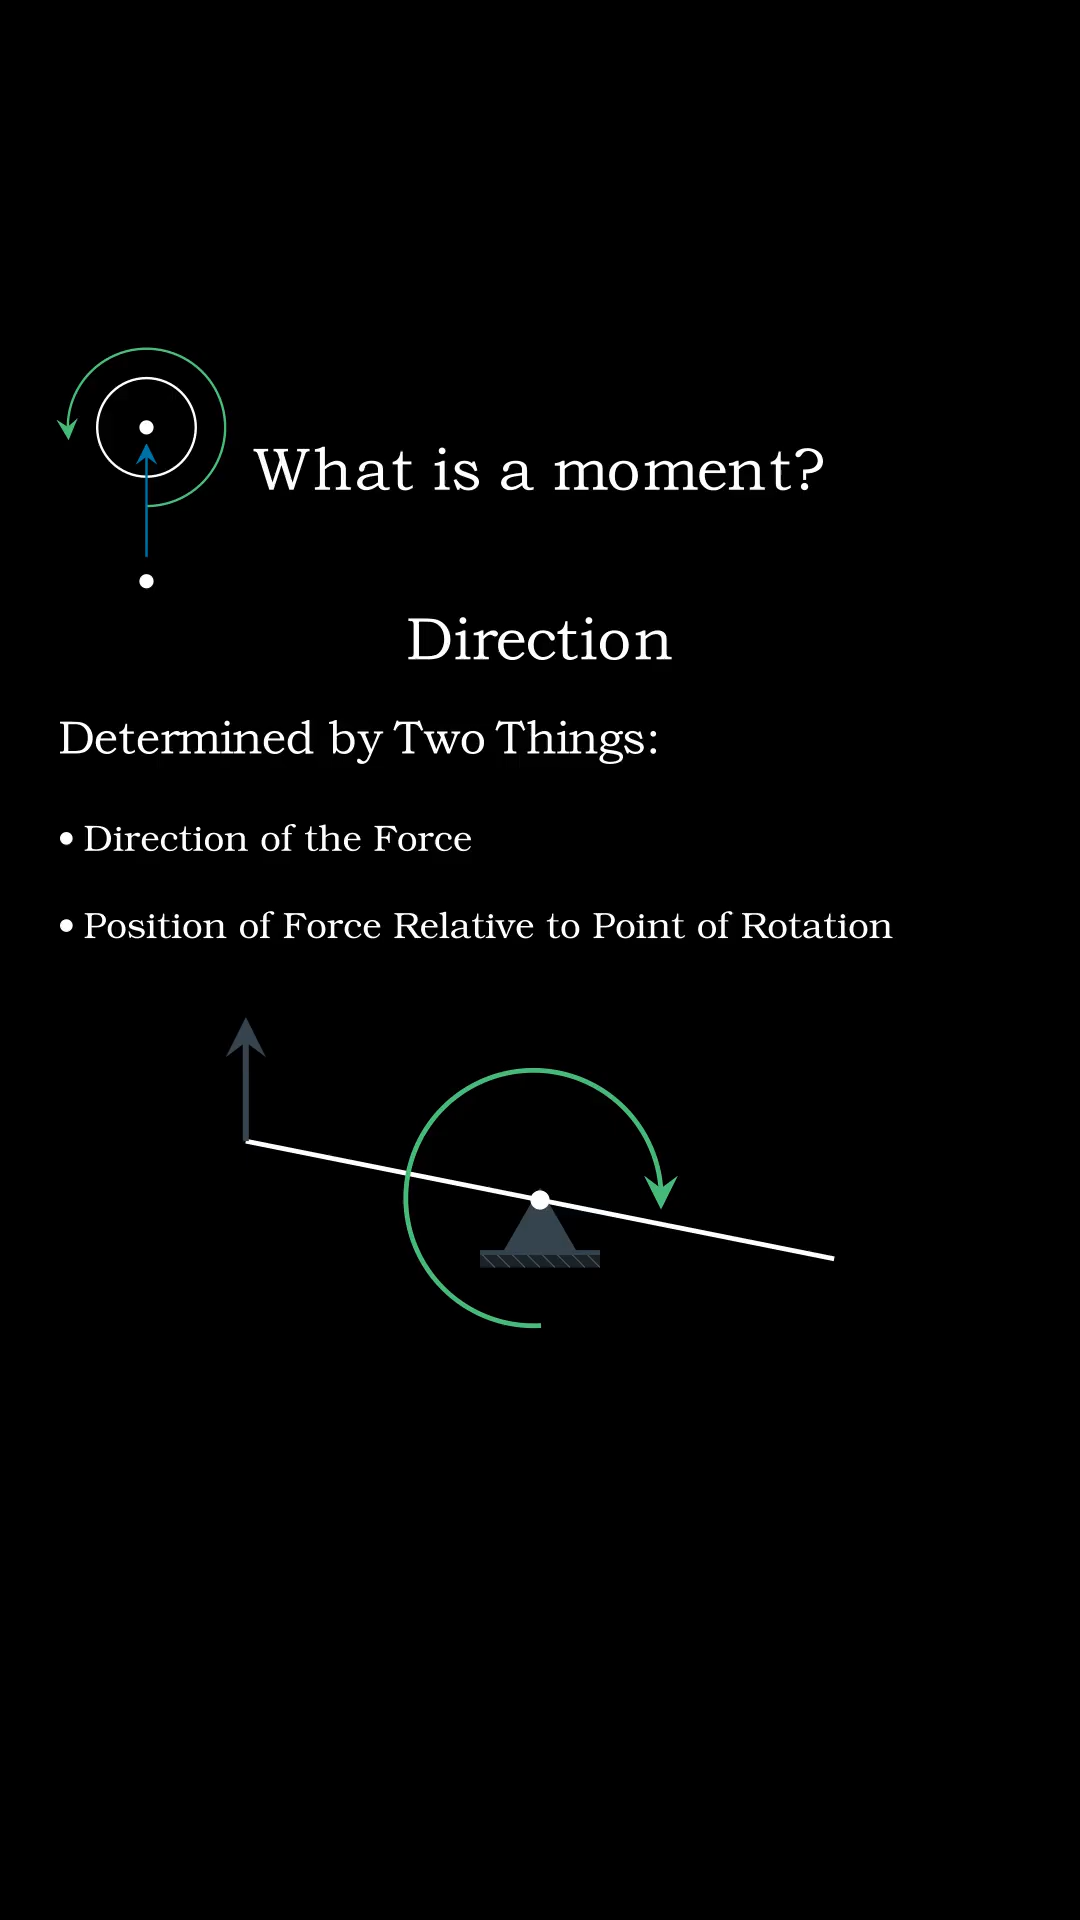 What is a moment?
Direction
Determined by Two Things:
• Direction of the Force
• Position of Force Relative to Point of Rotation